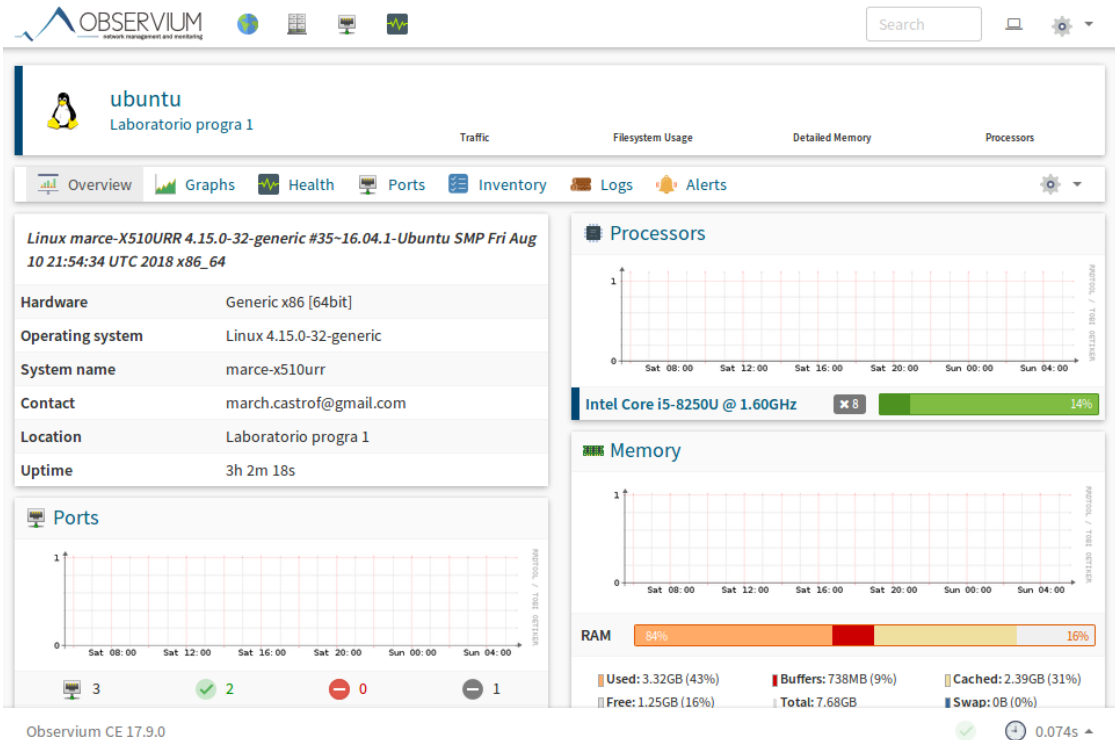 OBSERVIUM
network management and monitoring
Search
ubuntu
Laboratorio progra 1
Traffic
Filesystem Usage
Detailed Memory
Processors
Overview
Graphs
Health
Ports
Inventory
Logs
Alerts
Linux marce-X510URR 4.15.0-32-generic #35~16.04.1-Ubuntu SMP Fri Aug
10 21:54:34 UTC 2018 x86_64
Hardware Generic x86 [64bit]
Operating system Linux 4.15.0-32-generic
System name marce-x510urr
Contact march.castrof@gmail.com
Location Laboratorio progra 1
Uptime 3h 2m 18s
Ports
1
0
Sat 08:00 Sat 12:00 Sat 16:00 Sat 20:00 Sun 00:00 Sun 04:00
RRDTOOL / TOBI OETIKER
3 2 0 1
Processors
1
0
Sat 08:00 Sat 12:00 Sat 16:00 Sat 20:00 Sun 00:00 Sun 04:00
RRDTOOL / TOBI OETIKER
Intel Core i5-8250U @ 1.60GHz x 8 14%
Memory
1
0
Sat 08:00 Sat 12:00 Sat 16:00 Sat 20:00 Sun 00:00 Sun 04:00
RRDTOOL / TOBI OETIKER
RAM 84% 16%
Used: 3.32GB (43%) Buffers: 738MB (9%) Cached: 2.39GB (31%)
Free: 1.25GB (16%) Total: 7.68GB Swap: 0B (0%)
Observium CE 17.9.0
0.074s